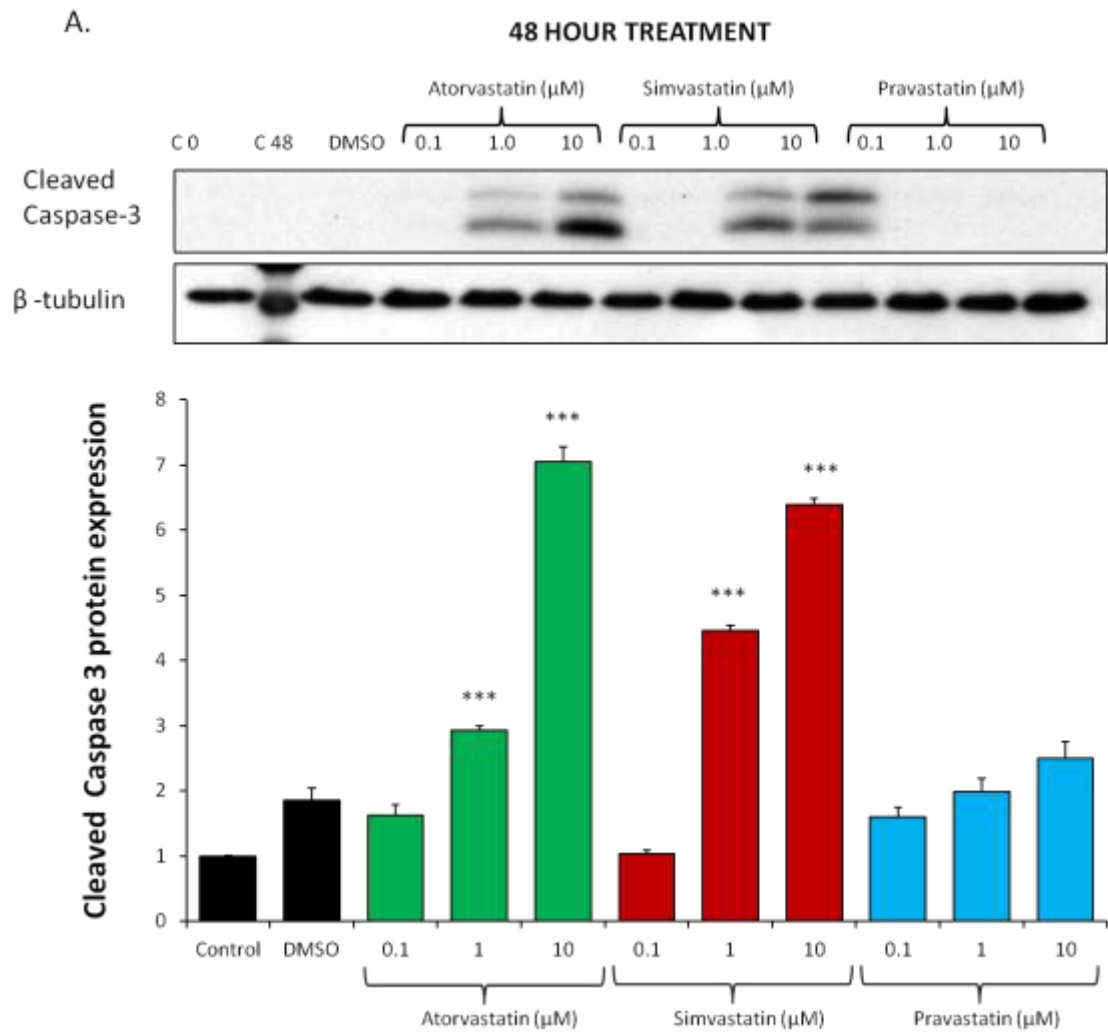 A.
48 HOUR TREATMENT
Atorvastatin (µM) Simvastatin (µM) Pravastatin (µM)
C 0 C 48 DMSO 0.1 1.0 10 0.1 1.0 10 0.1 1.0 10
Cleaved
Caspase-3
β -tubulin
Cleaved Caspase 3 protein expression
8
7
6
5
4
3
2
1
0
***
***
***
***
Control DMSO 0.1 1 10 0.1 1 10 0.1 1 10
Atorvastatin (µM) Simvastatin (µM) Pravastatin (µM)